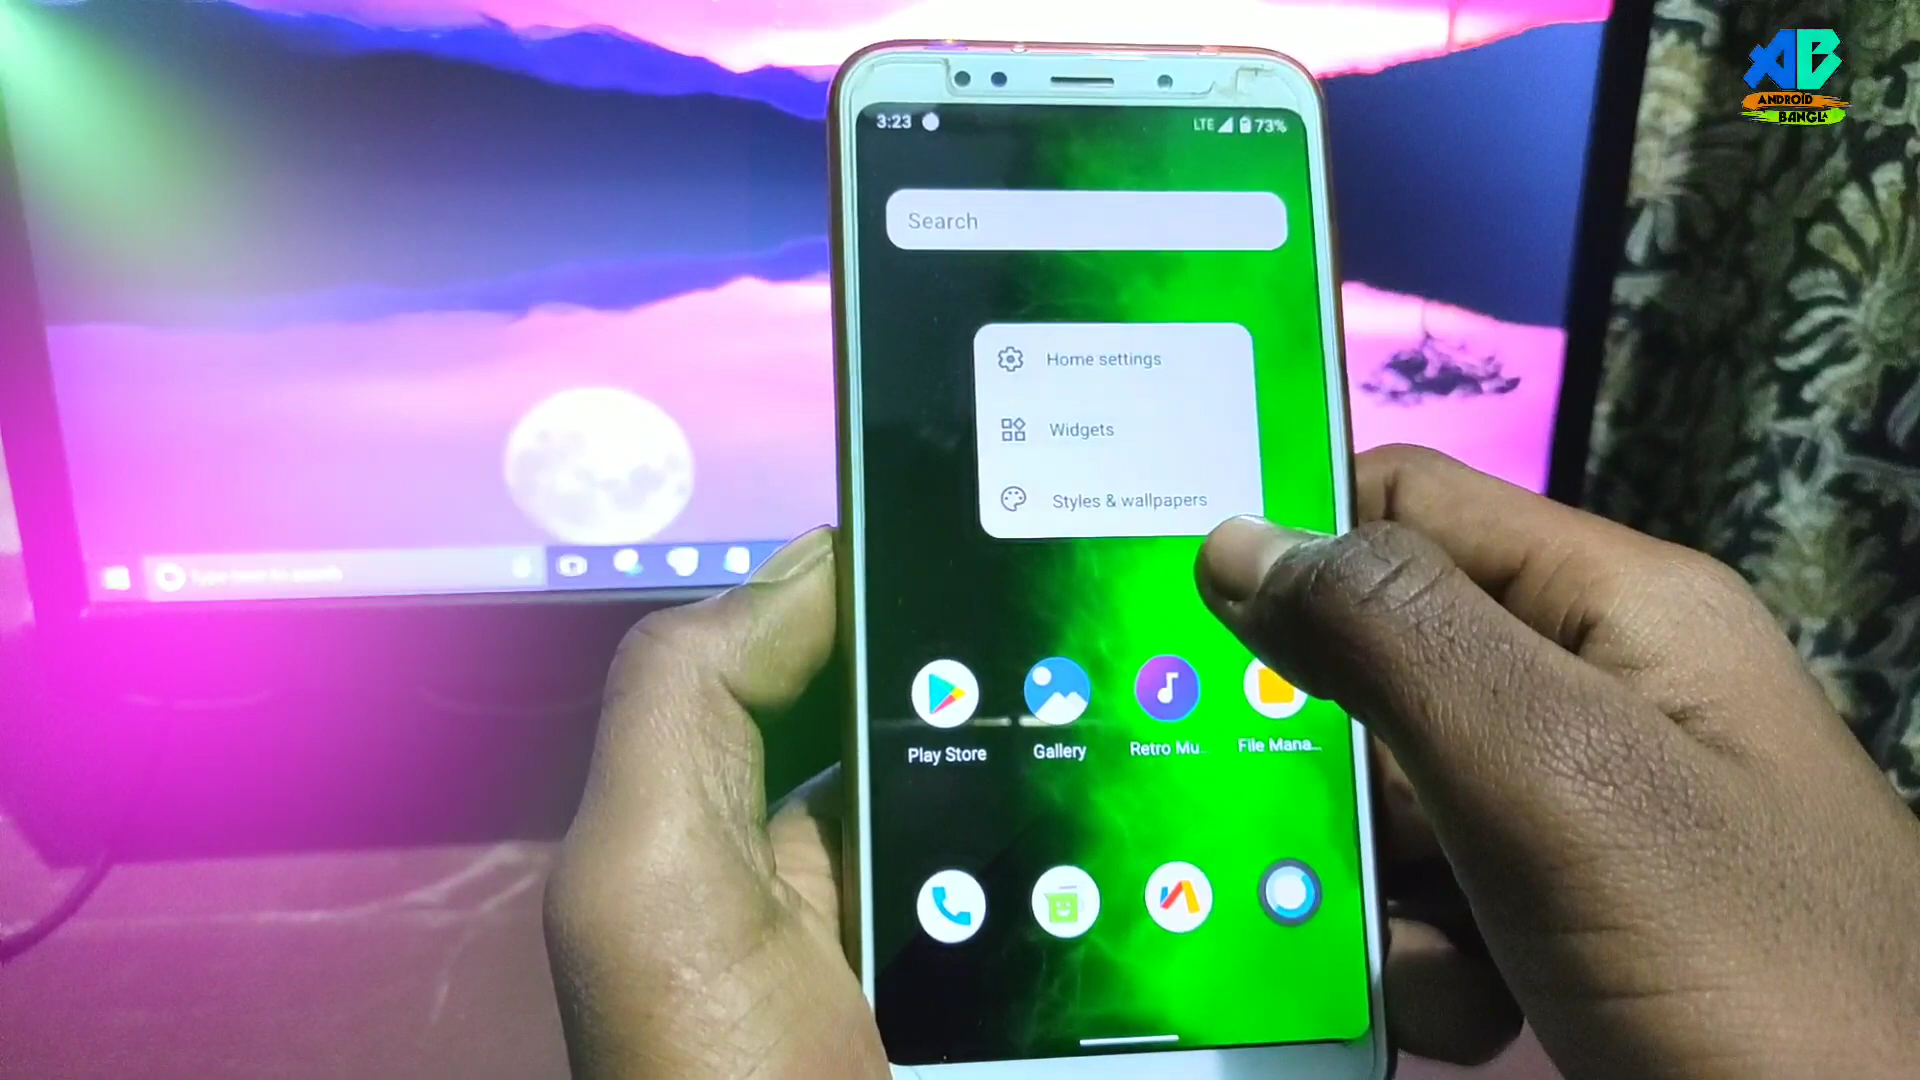 3:23
LTE
73%
Search
Home settings
Widgets
Styles & wallpapers
Play Store
Gallery
Retro Mu..
File Mana...
AB
ANDROID
BANGLA